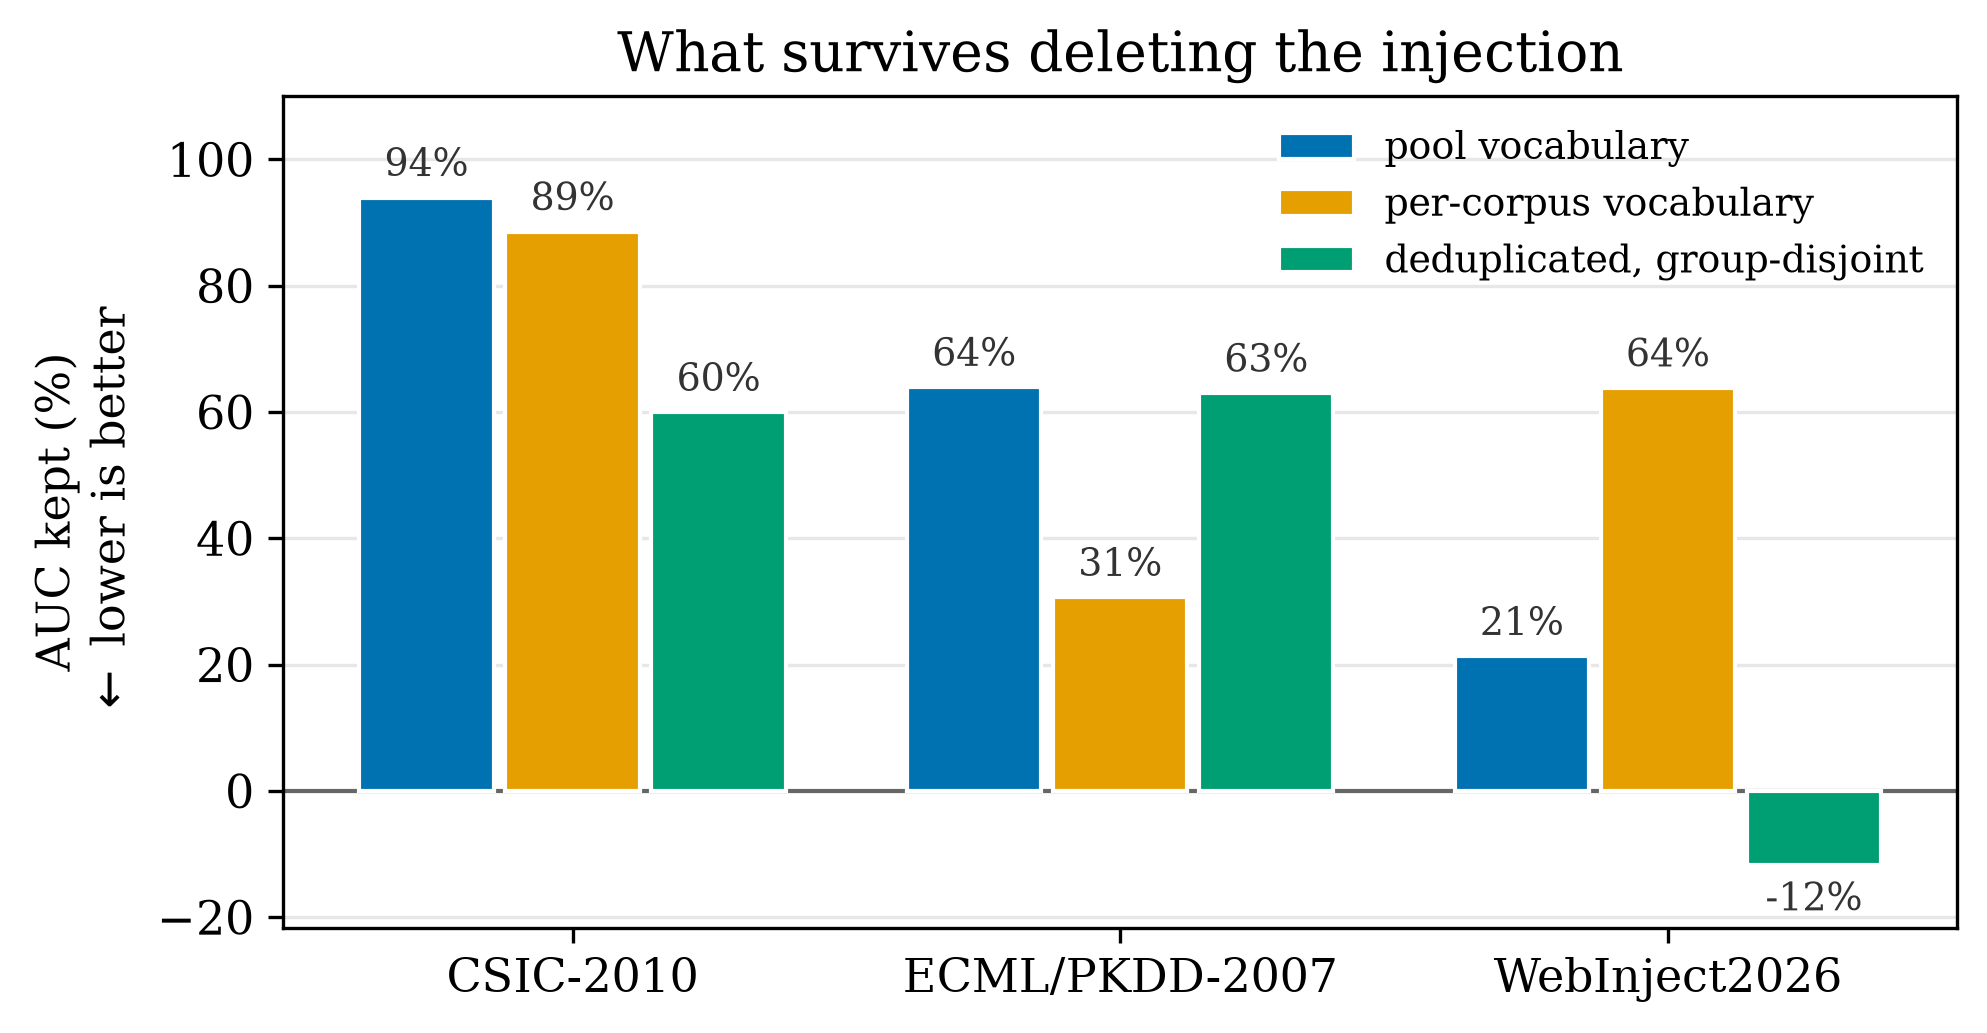 What survives deleting the injection
AUC kept (%)
← lower is better
100
80
60
40
20
0
−20
94%
89%
60%
64%
31%
63%
21%
64%
-12%
pool vocabulary
per-corpus vocabulary
deduplicated, group-disjoint
CSIC-2010
ECML/PKDD-2007
WebInject2026